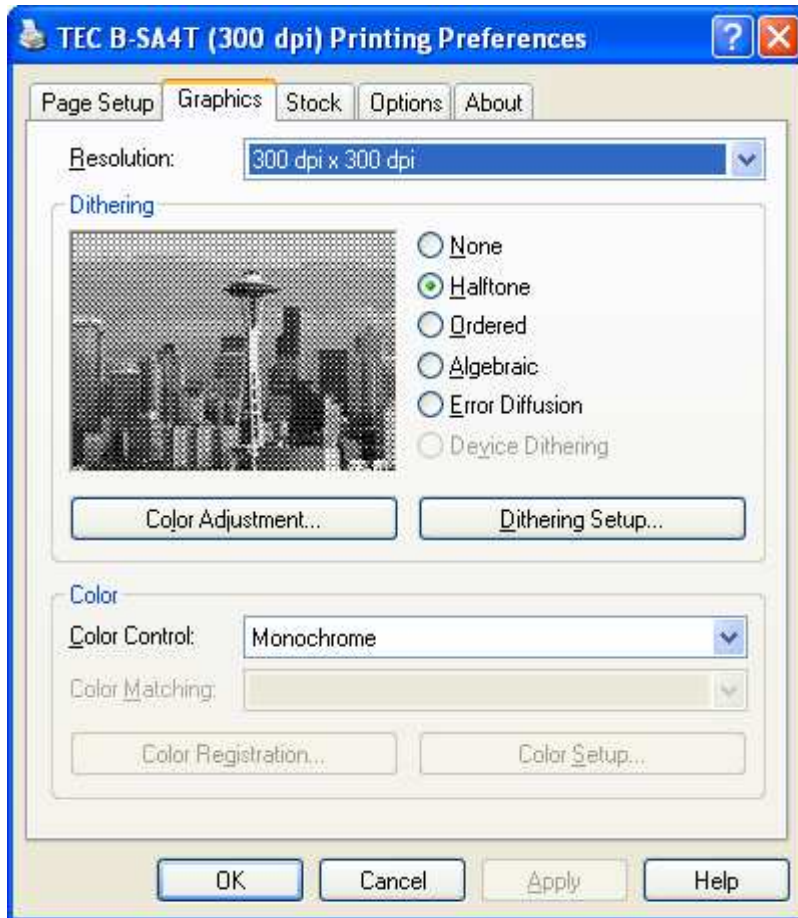 TEC B-SA4T (300 dpi) Printing Preferences
Page Setup Graphics Stock Options About
Resolution: 300 dpi x 300 dpi
Dithering
None
Halftone
Ordered
Algebraic
Error Diffusion
Device Dithering
Color Adjustment... Dithering Setup...
Color
Color Control: Monochrome
Color Matching:
Color Registration... Color Setup...
OK Cancel Apply Help